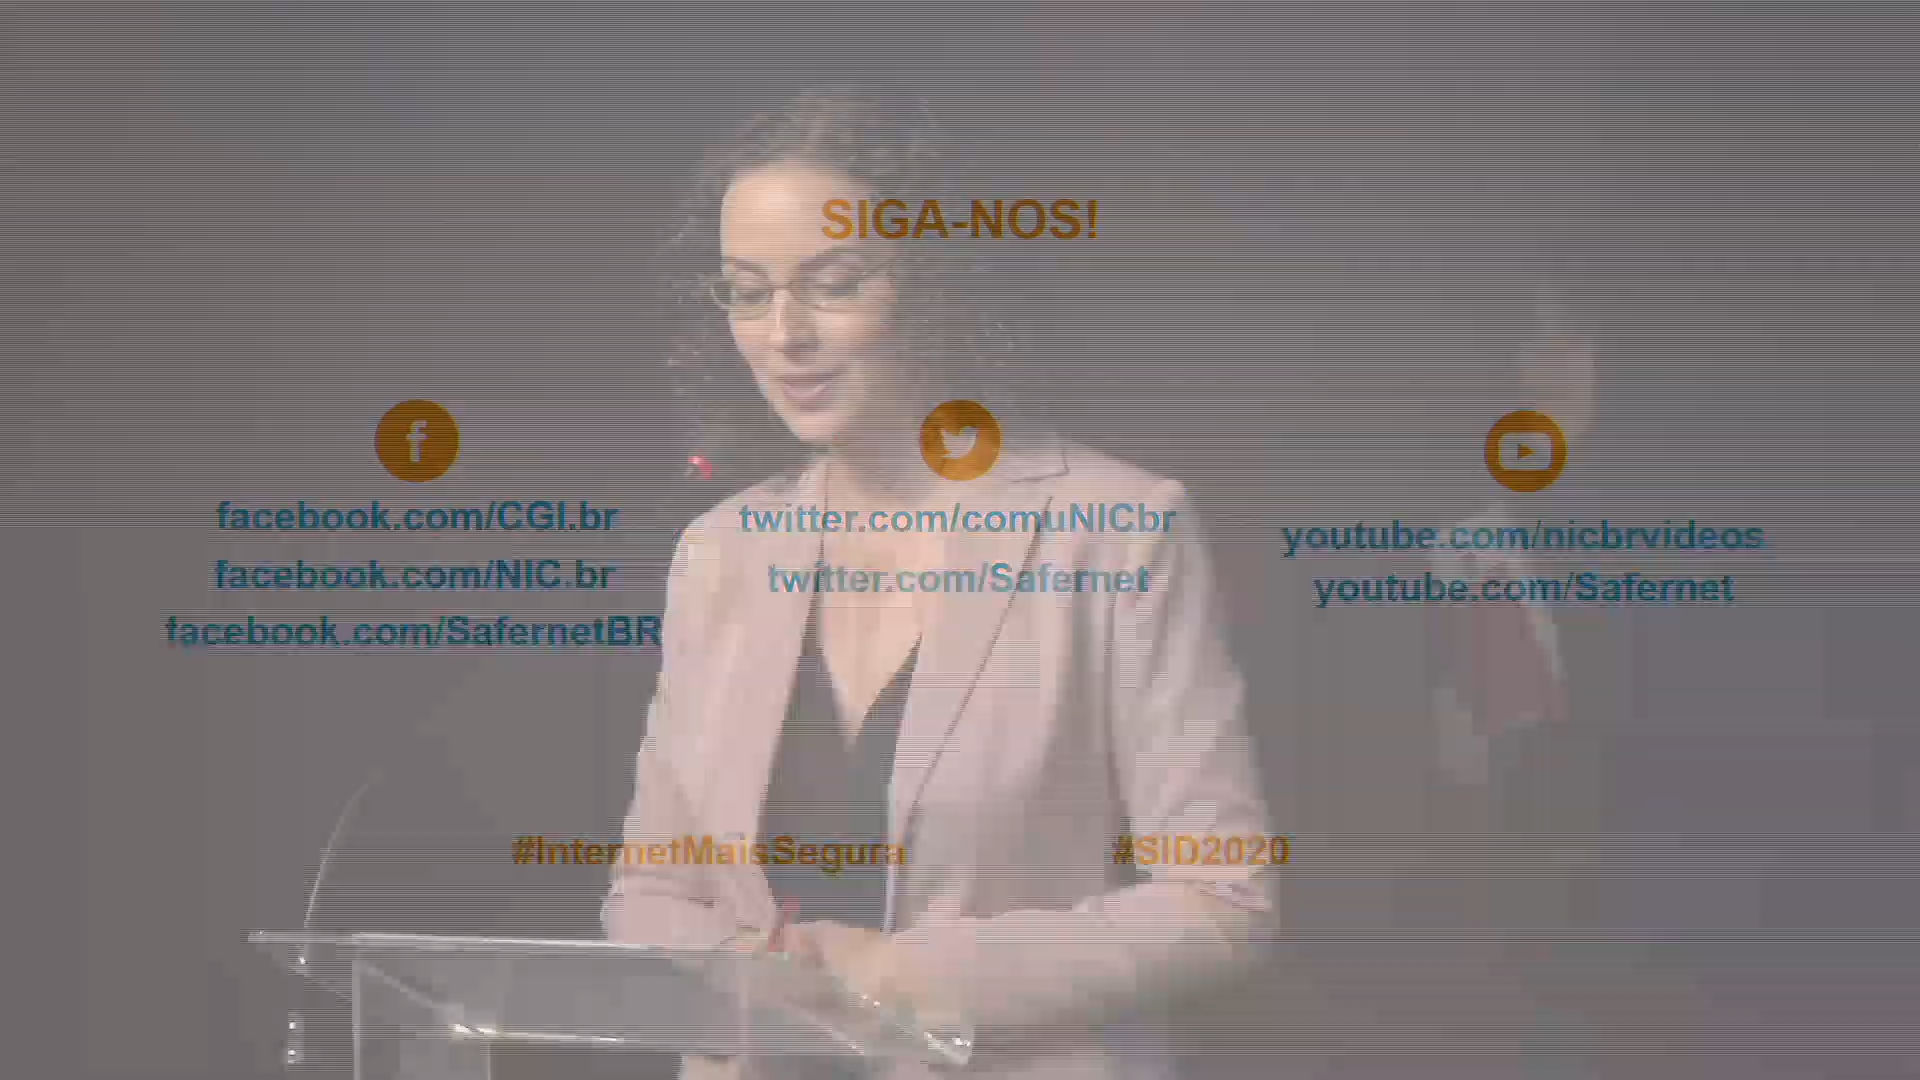 SIGA-NOS!
facebook.com/CGI.br
facebook.com/NIC.br
facebook.com/SafernetBR
twitter.com/comuNICbr
twitter.com/Safernet
youtube.com/nicbrvideos
youtube.com/Safernet
#InternetMaisSegura #SID2020